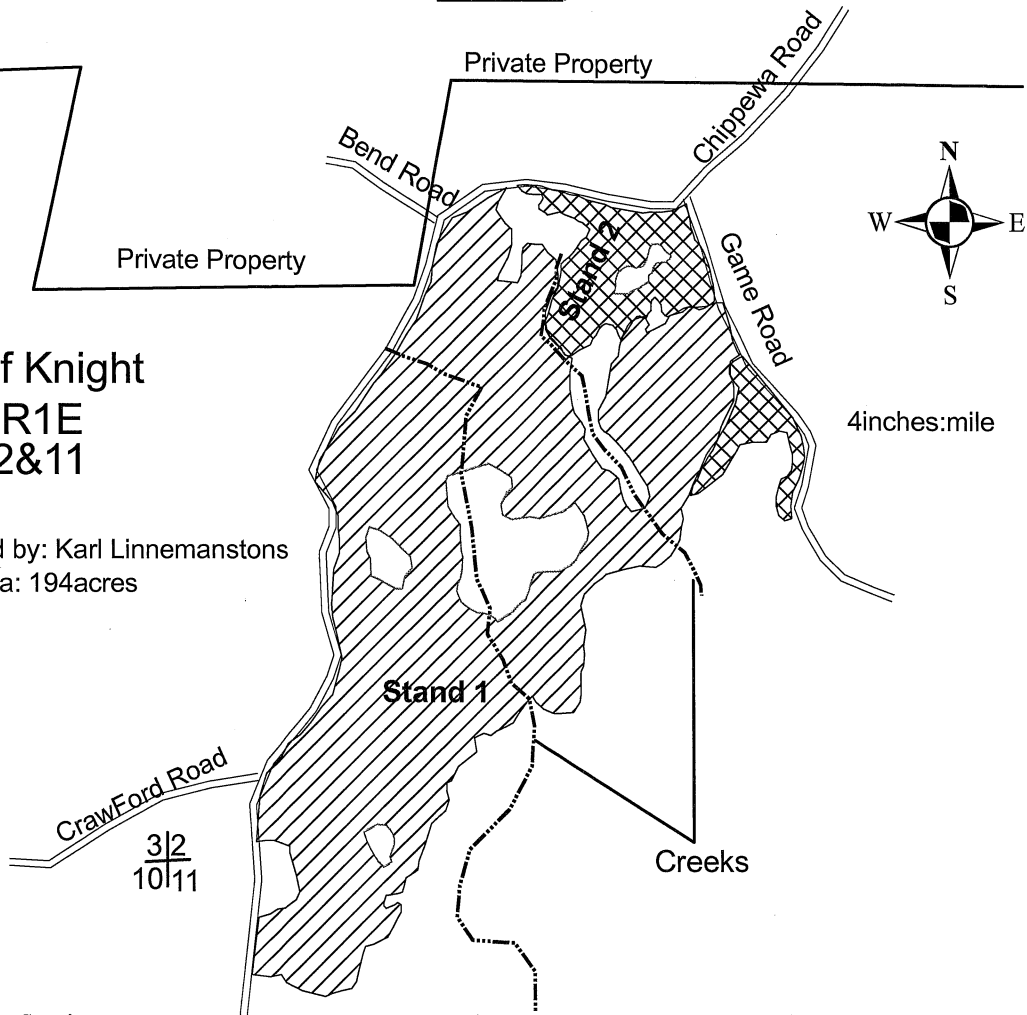 Private Property
Chippewa Road
Bend Road
N
W
E
S
Private Property
Stand 2
Game Road
f Knight
R1E
2&11
4inches:mile
d by: Karl Linnemanstons
a: 194acres
Stand 1
CrawFord Road
3|2
10|11
Creeks